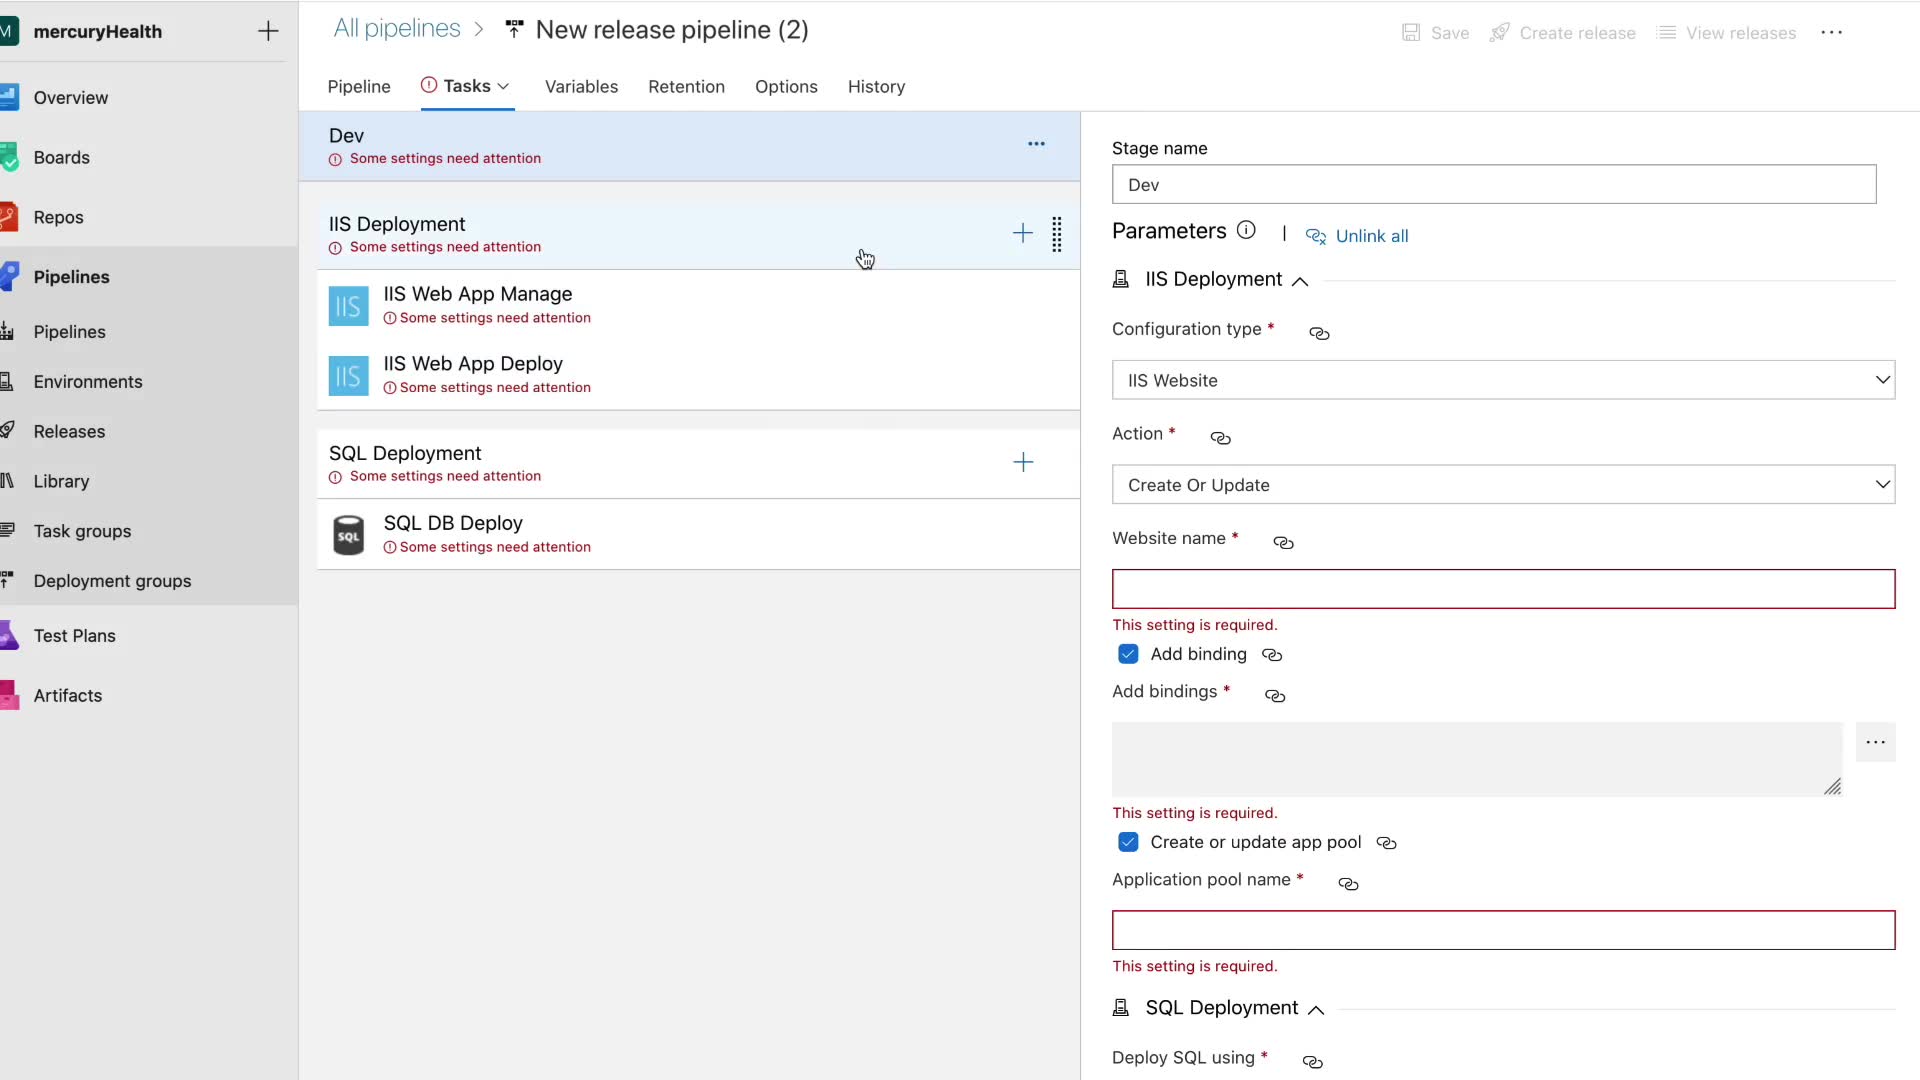 M mercuryHealth
Overview
Boards
Repos
Pipelines
Pipelines
Environments
Releases
Library
Task groups
Deployment groups
Test Plans
Artifacts
All pipelines > New release pipeline (2)
Save Create release View releases ...
Pipeline Tasks Variables Retention Options History
Dev
Some settings need attention
IIS Deployment
Some settings need attention
IIS IIS Web App Manage
Some settings need attention
IIS IIS Web App Deploy
Some settings need attention
SQL Deployment
Some settings need attention
SQL SQL DB Deploy
Some settings need attention
Stage name
Dev
Parameters | Unlink all
IIS Deployment
Configuration type *
IIS Website
Action *
Create Or Update
Website name *
This setting is required.
Add binding
Add bindings *
...
This setting is required.
Create or update app pool
Application pool name *
This setting is required.
SQL Deployment
Deploy SQL using *